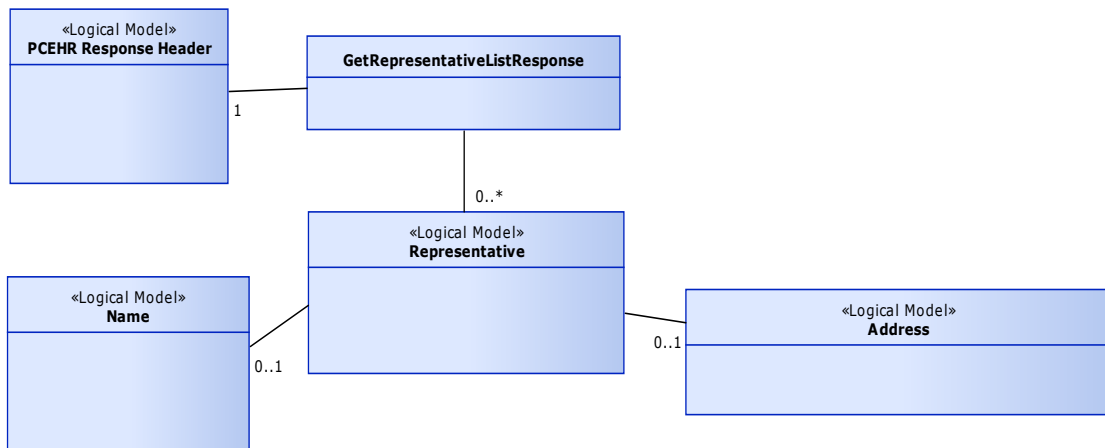 «Logical Model»
PCEHR Response Header
GetRepresentativeListResponse
1
0..*
«Logical Model»
Representative
«Logical Model»
Name
0..1
«Logical Model»
Address
0..1